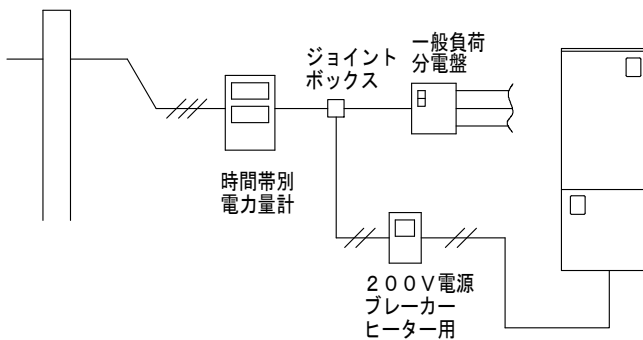 ジョイント
ボックス
一般負荷
分電盤
時間帯別
電力量計
２００Ｖ電源
ブレーカー
ヒーター用